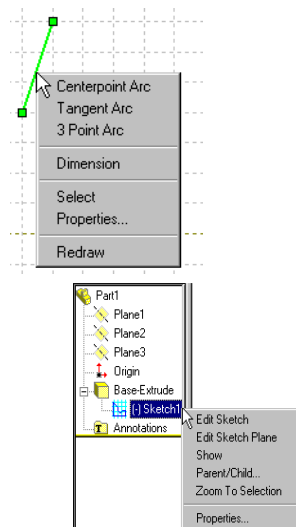 Centerpoint Arc
Tangent Arc
3 Point Arc
Dimension
Select
Properties...
Redraw
Part1
Plane1
Plane2
Plane3
Origin
Base-Extrude
(-) Sketch1
Annotations
Edit Sketch
Edit Sketch Plane
Show
Parent/Child...
Zoom To Selection
Properties...